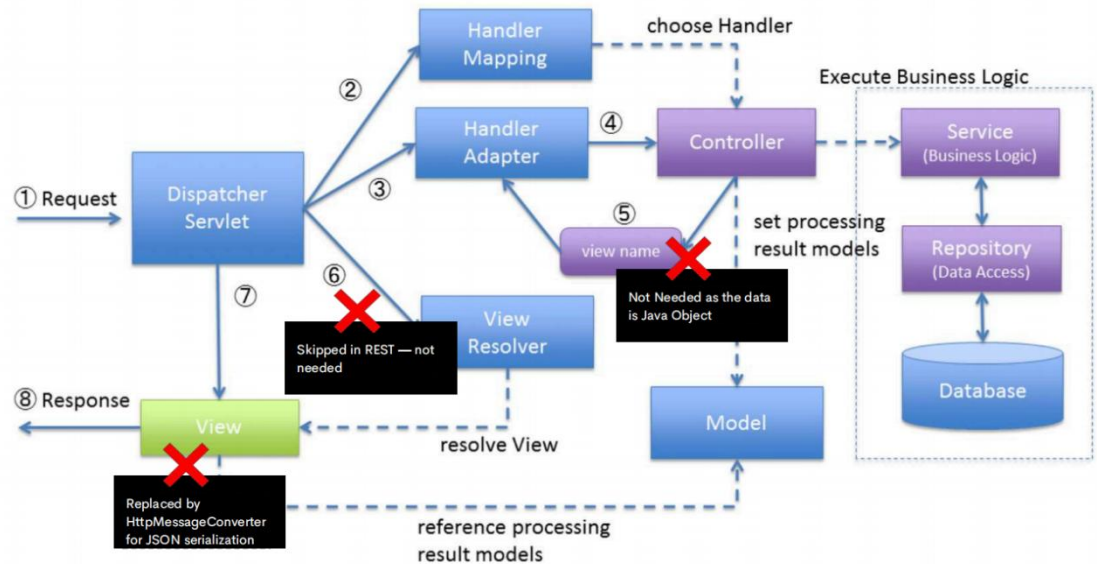 Handler
Mapping
choose Handler
②
Execute Business Logic
Handler
Adapter
④
Controller
Service
(Business Logic)
① Request
Dispatcher
Servlet
③
⑤
view name
set processing
result models
Repository
(Data Access)
⑥
⑦
Not Needed as the data
is Java Object
View
Resolver
Skipped in REST — not
needed
⑧ Response
View
resolve View
Model
Database
Replaced by
HttpMessageConverter
for JSON serialization
reference processing
result models